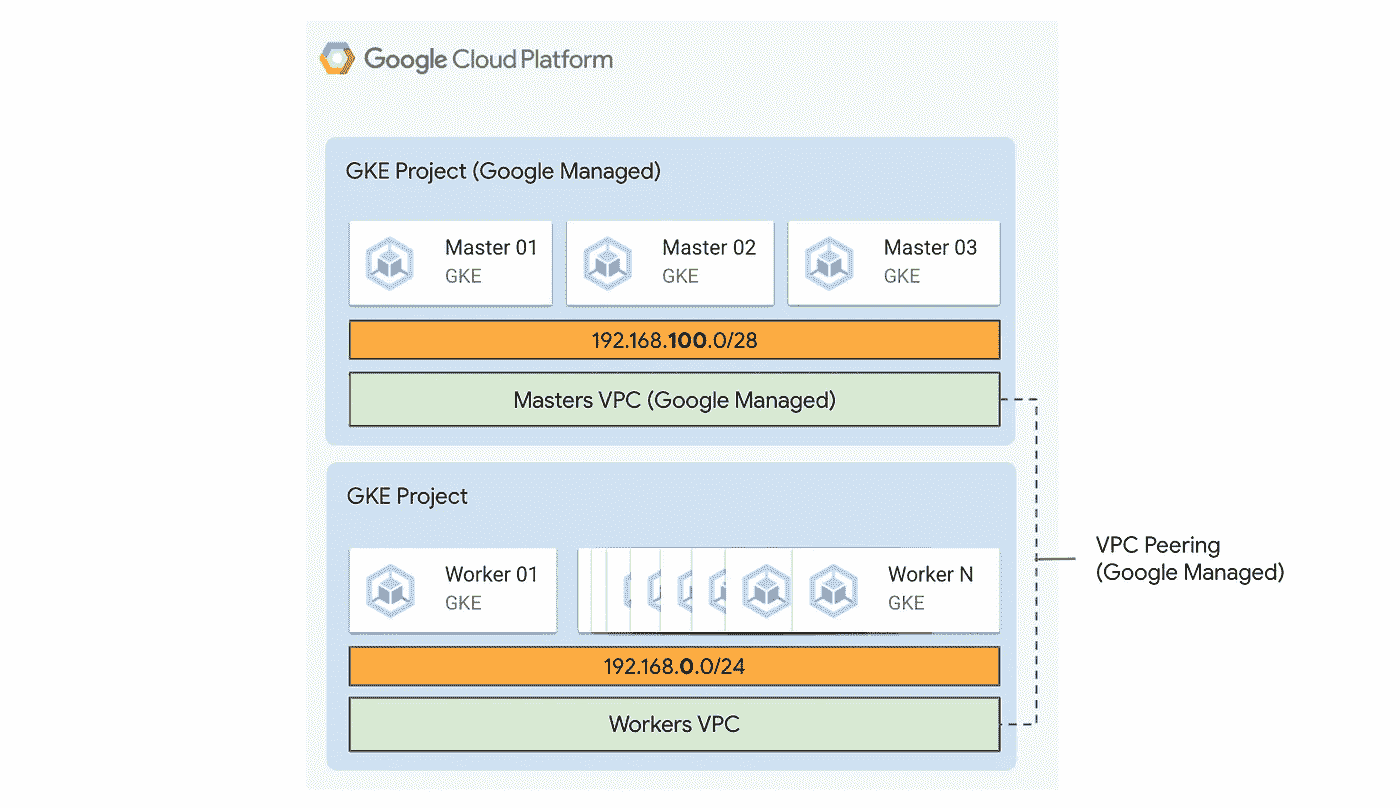 Google Cloud Platform
GKE Project (Google Managed)
Master 01
GKE
Master 02
GKE
Master 03
GKE
192.168.100.0/28
Masters VPC (Google Managed)
GKE Project
Worker 01
GKE
Worker N
GKE
192.168.0.0/24
Workers VPC
VPC Peering
(Google Managed)